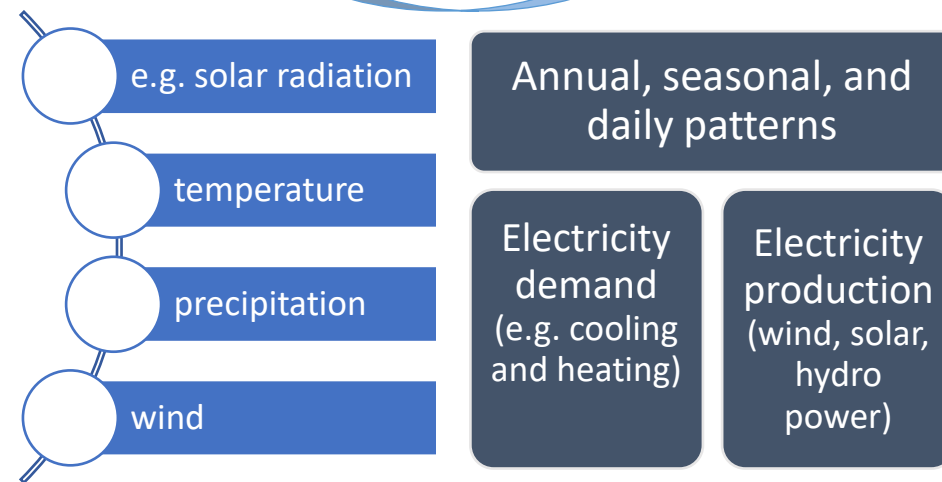 e.g. solar radiation
temperature
precipitation
wind
Annual, seasonal, and
daily patterns
Electricity
demand
(e.g. cooling
and heating)
Electricity
production
(wind, solar,
hydro
power)